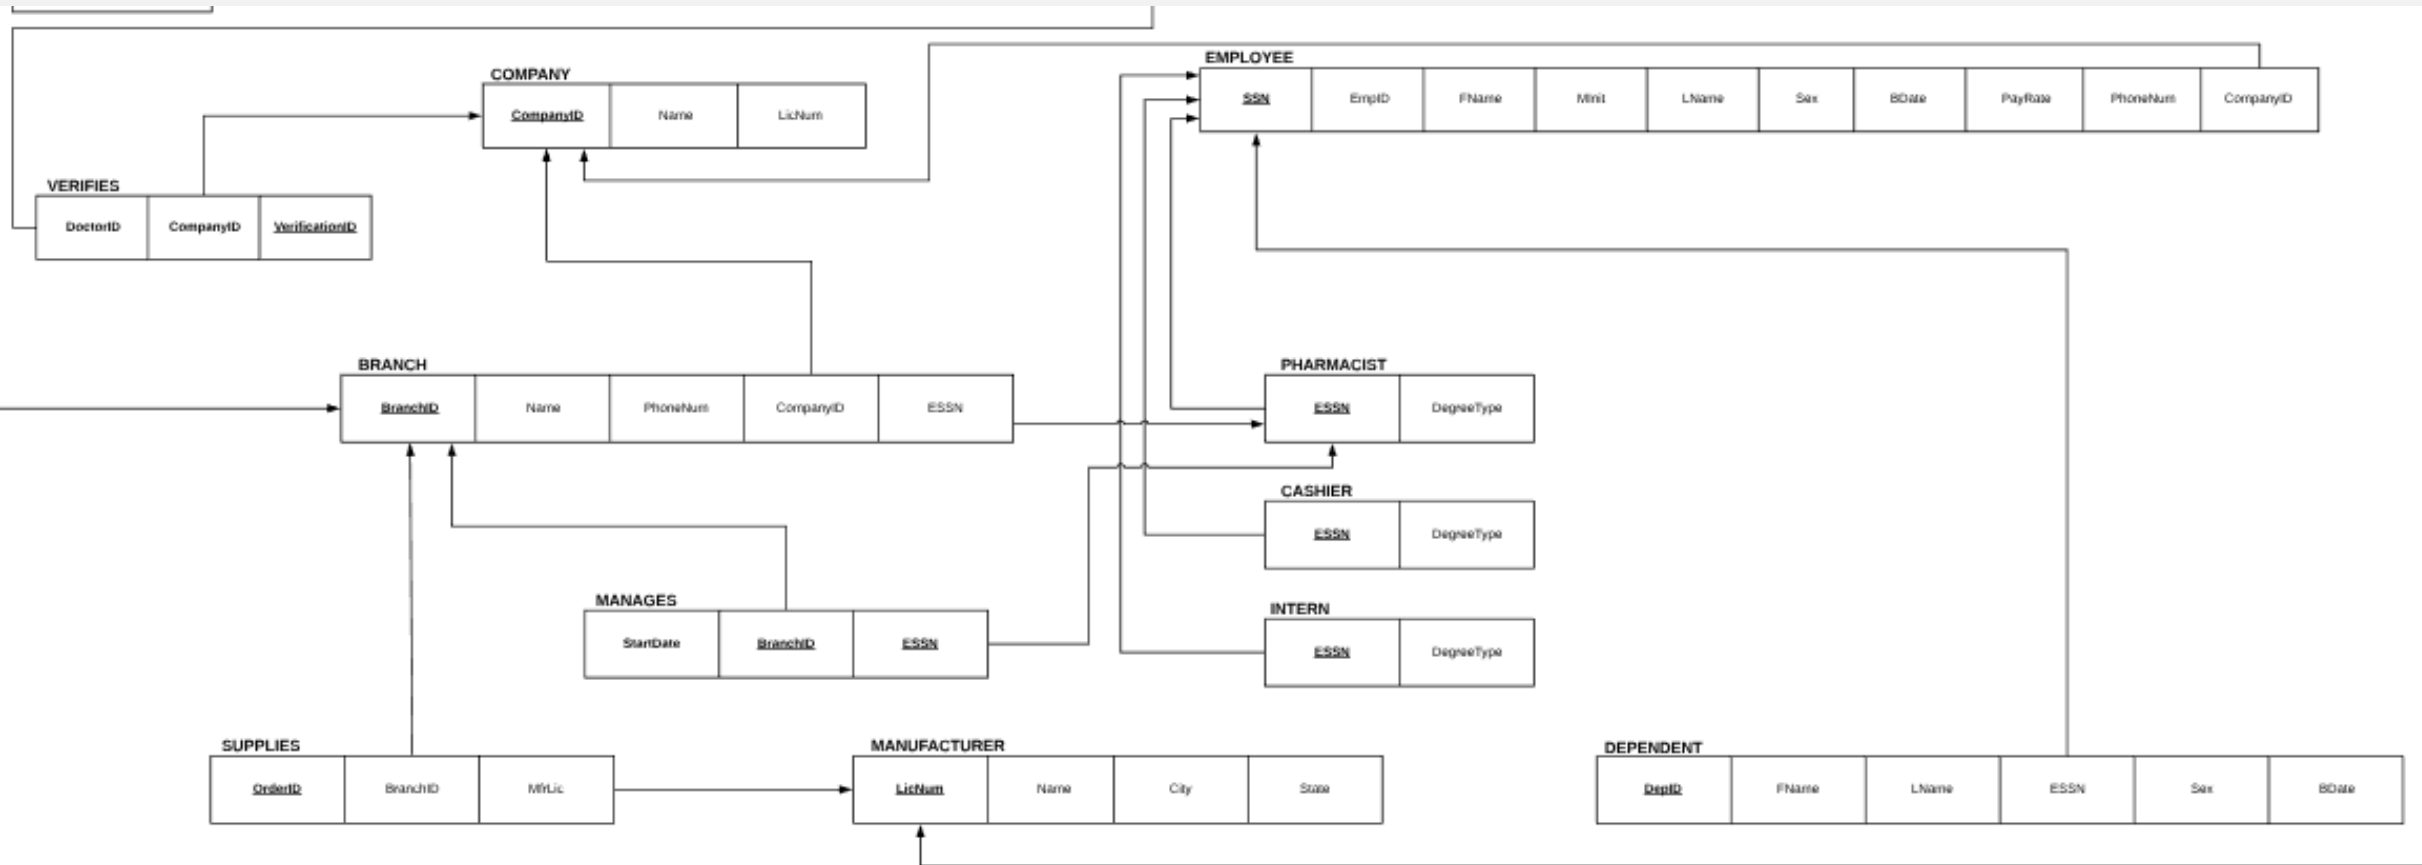 EMPLOYEE
SSN EmpID FName MInit LName Sex BDate PayRate PhoneNum CompanyID
COMPANY
CompanyID Name LicNum
VERIFIES
DoctorID CompanyID VerificationID
BRANCH
BranchID Name PhoneNum CompanyID ESSN
PHARMACIST
ESSN DegreeType
CASHIER
ESSN DegreeType
MANAGES
StartDate BranchID ESSN
INTERN
ESSN DegreeType
SUPPLIES
OrderID BranchID MfrLic
MANUFACTURER
LicNum Name City State
DEPENDENT
DepID FName LName ESSN Sex BDate